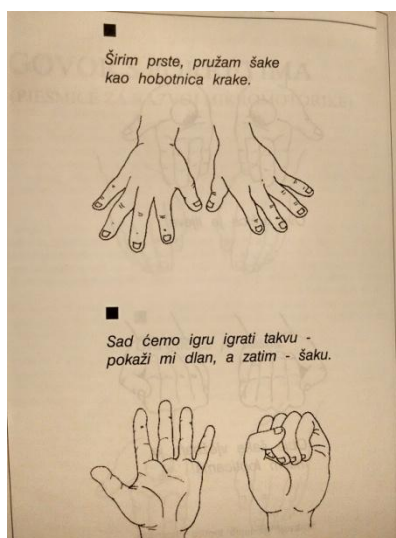 Širim prste, pružam šake
kao hobotnica krake.
Sad ćemo igru igrati takvu -
pokaži mi dlan, a zatim - šaku.